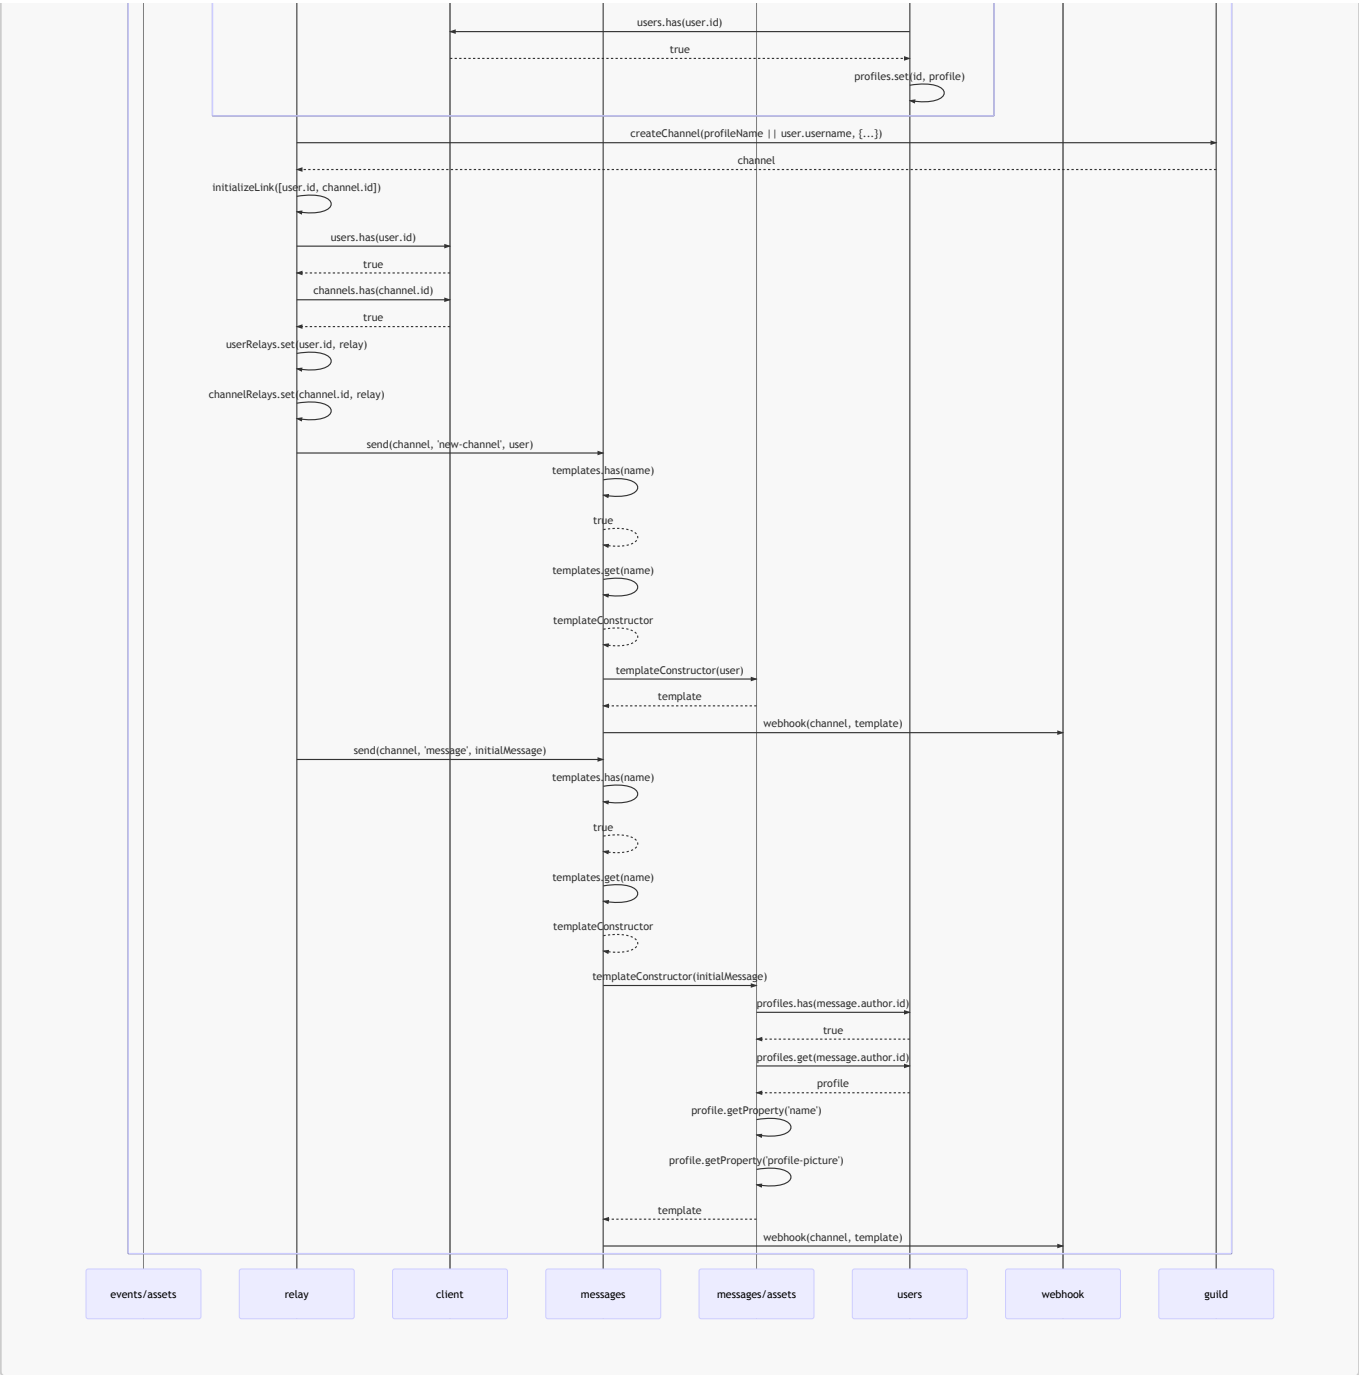 users.has(user.id)
true
profiles.set(id, profile)
createChannel(profileName || user.username, {...})
channel
initializeLink([user.id, channel.id])
users.has(user.id)
true
channels.has(channel.id)
true
userRelays.set(user.id, relay)
channelRelays.set(channel.id, relay)
send(channel, 'new-channel', user)
templates.has(name)
true
templates.get(name)
templateConstructor
templateConstructor(user)
template
webhook(channel, template)
send(channel, 'message', initialMessage)
templates.has(name)
true
templates.get(name)
templateConstructor
templateConstructor(initialMessage)
profiles.has(message.author.id)
true
profiles.get(message.author.id)
profile
profile.getProperty('name')
profile.getProperty('profile-picture')
template
webhook(channel, template)
events/assets
relay
client
messages
messages/assets
users
webhook
guild